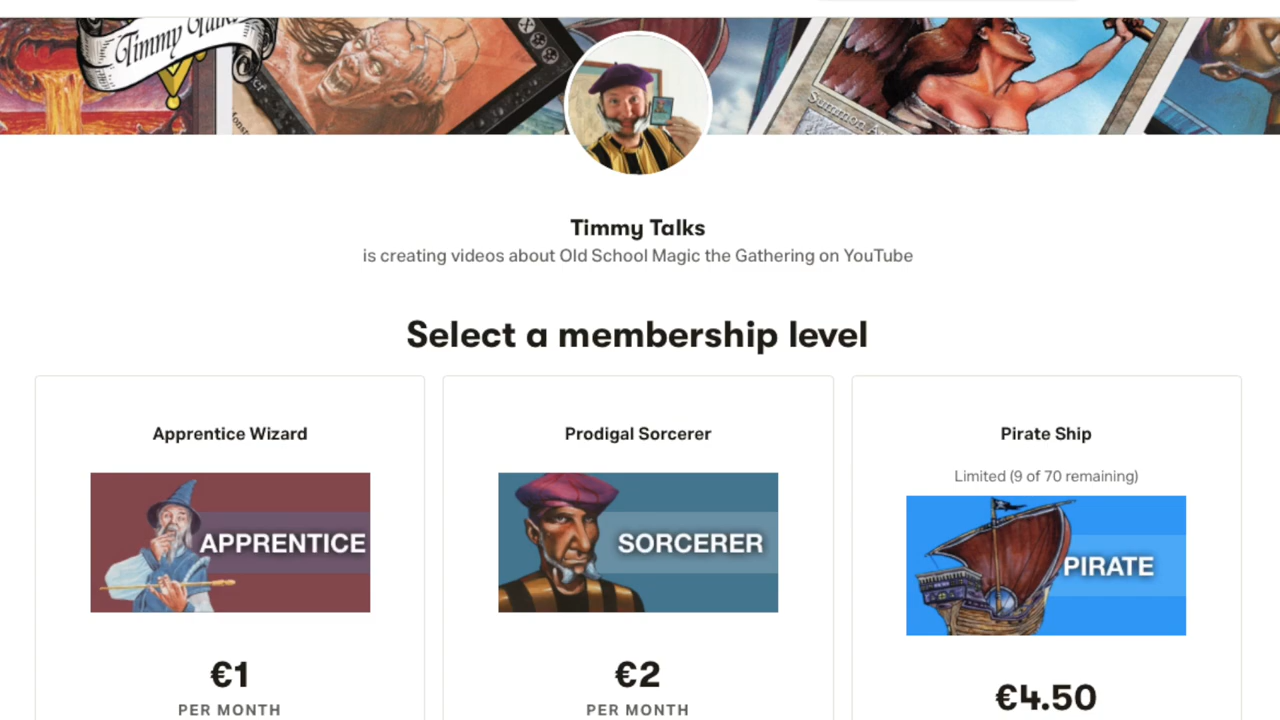 Timmy Talks
Summon A
Timmy Talks
is creating videos about Old School Magic the Gathering on YouTube
Select a membership level
Apprentice Wizard
Prodigal Sorcerer
Pirate Ship
Limited (9 of 70 remaining)
APPRENTICE
SORCERER
PIRATE
€1
PER MONTH
€2
PER MONTH
€4.50